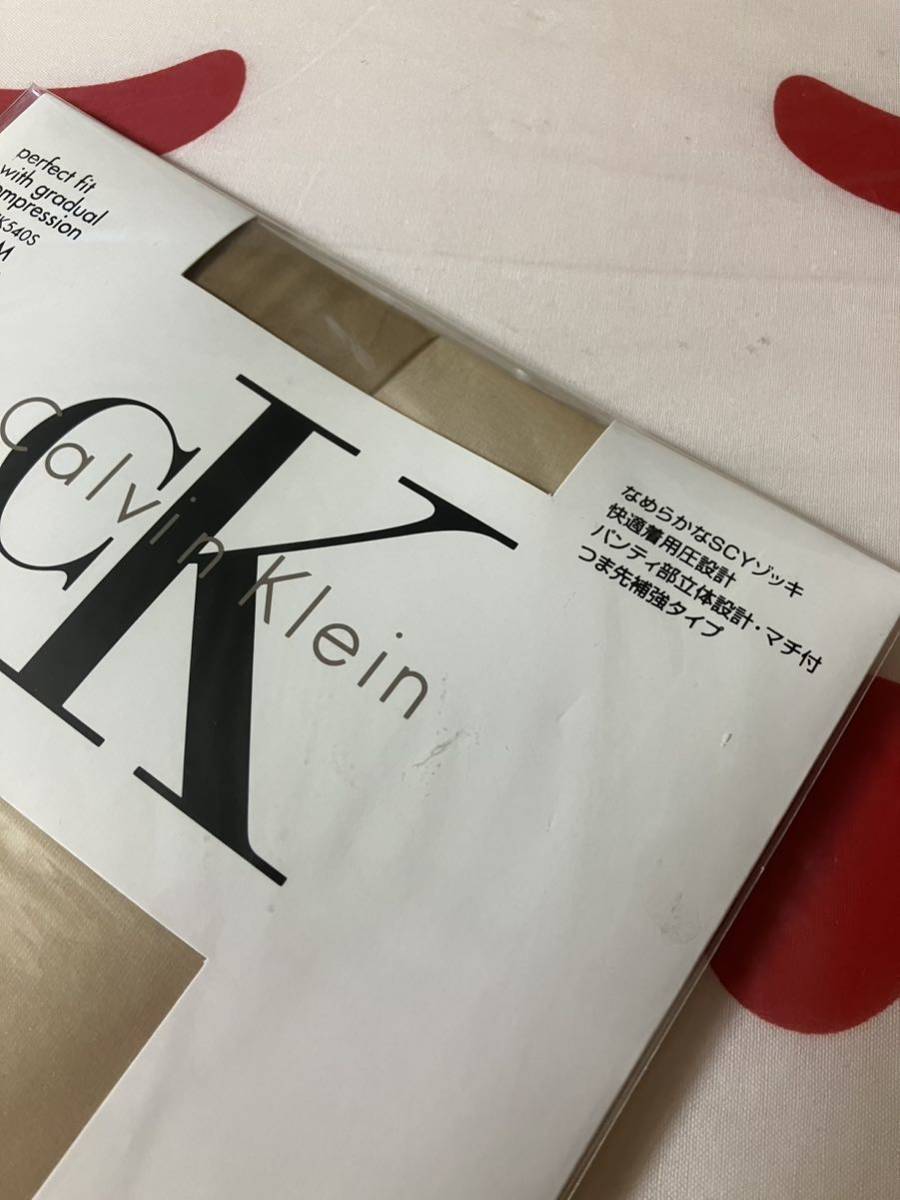 perfect fit
with gradual
compression
K540S
M
CK
Calvin Klein
なめらかなSCYゾッキ
快適着用圧設計
パンティ部立体設計・マチ付
つま先補強タイプ